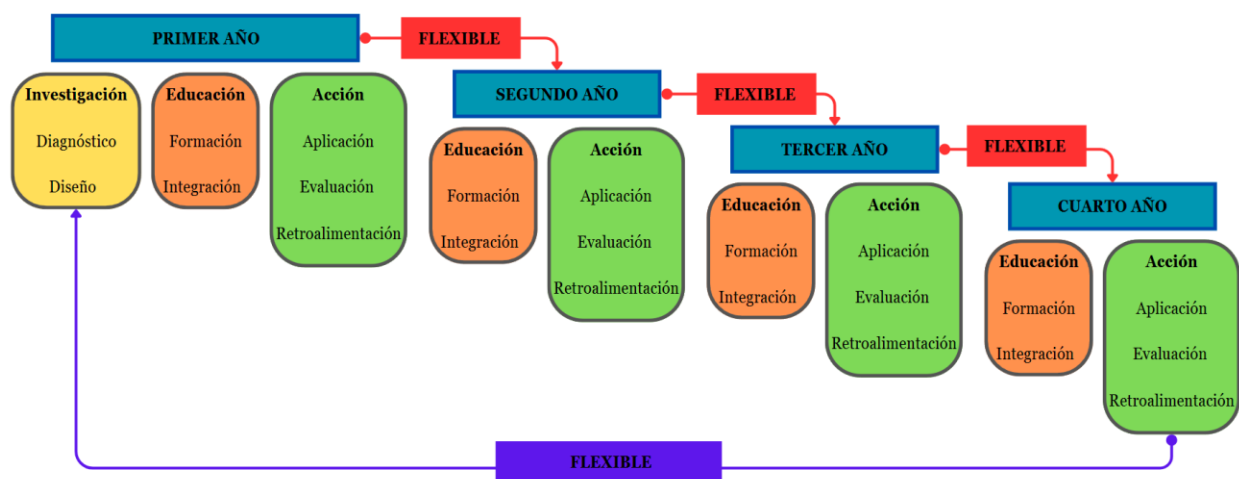 PRIMER AÑO
FLEXIBLE
Investigación
Diagnóstico
Diseño
Educación
Formación
Integración
Acción
Aplicación
Evaluación
Retroalimentación
SEGUNDO AÑO
FLEXIBLE
Educación
Formación
Integración
Acción
Aplicación
Evaluación
Retroalimentación
TERCER AÑO
FLEXIBLE
Educación
Formación
Integración
Acción
Aplicación
Evaluación
Retroalimentación
CUARTO AÑO
Educación
Formación
Integración
Acción
Aplicación
Evaluación
Retroalimentación
FLEXIBLE